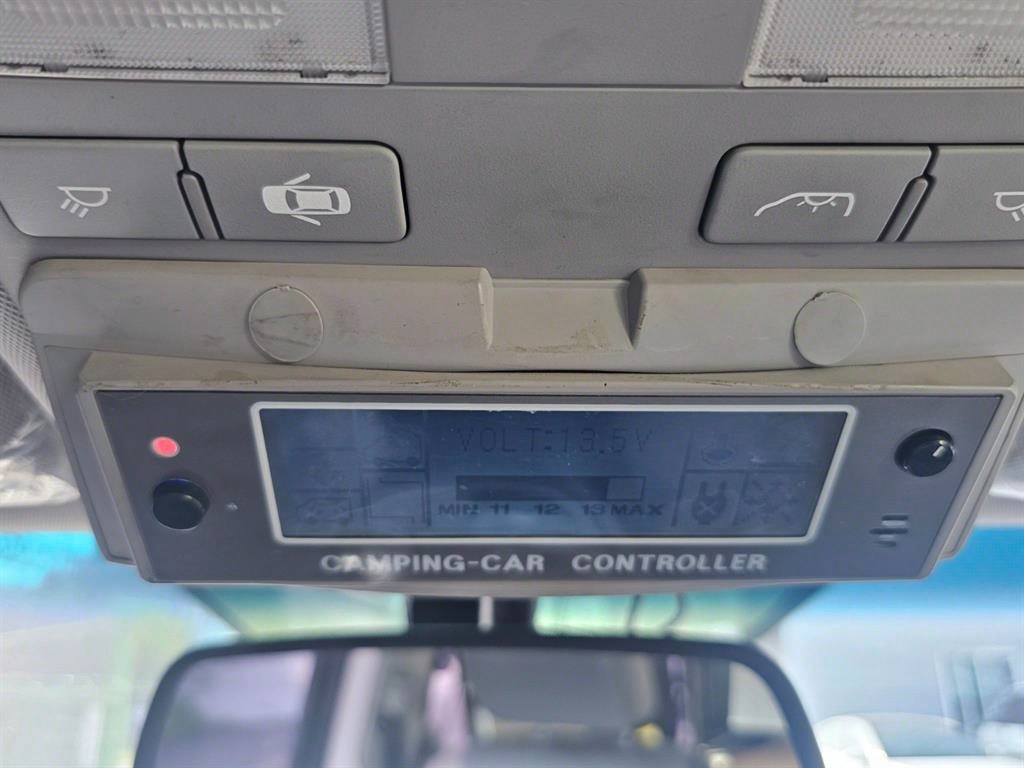 VOLT:13.5V
MIN 11 12 13 MAX
CAMPING-CAR CONTROLLER